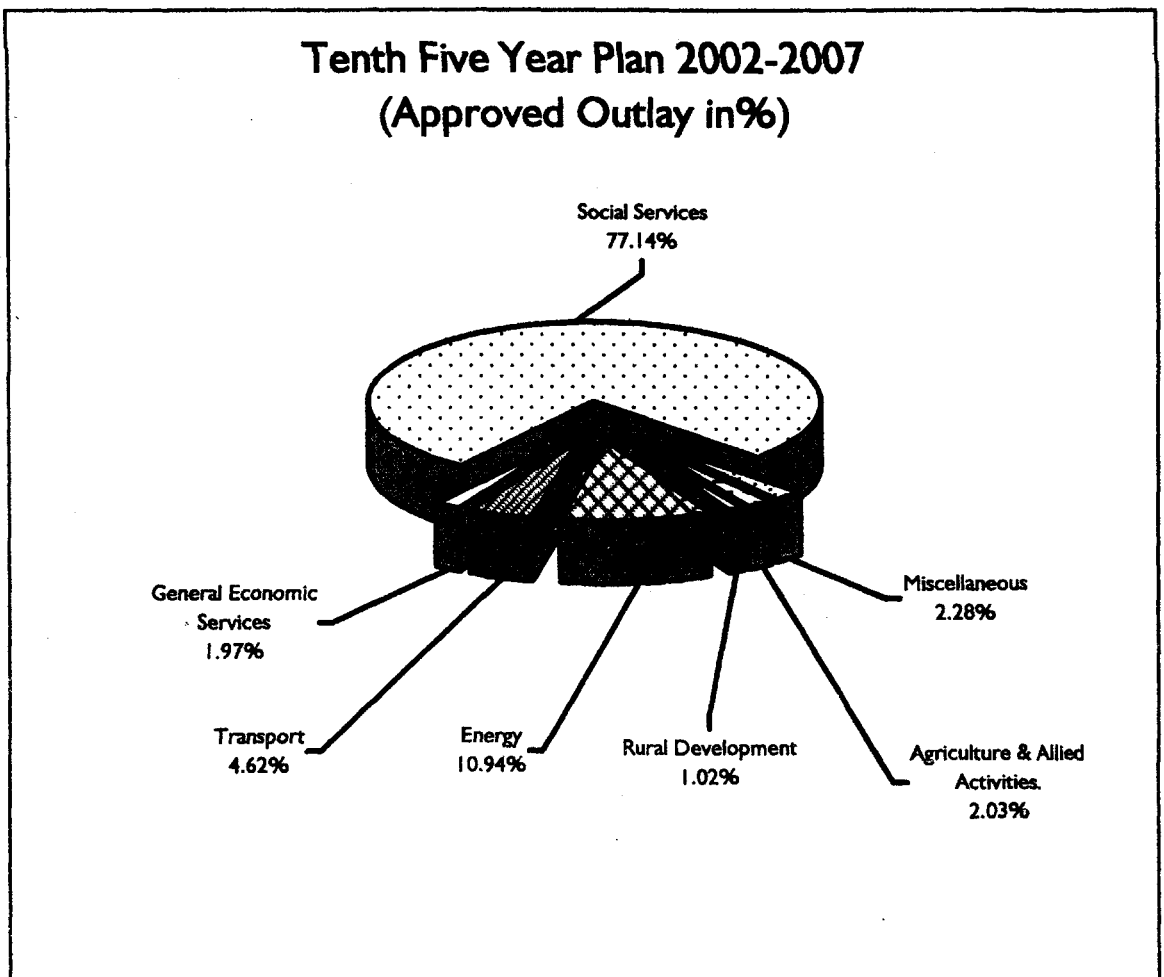 Tenth Five Year Plan 2002-2007
(Approved Outlay in%)
Social Services
77.14%
General Economic
Services
1.97%
Transport
4.62%
Energy
10.94%
Rural Development
1.02%
Agriculture & Allied
Activities.
2.03%
Miscellaneous
2.28%